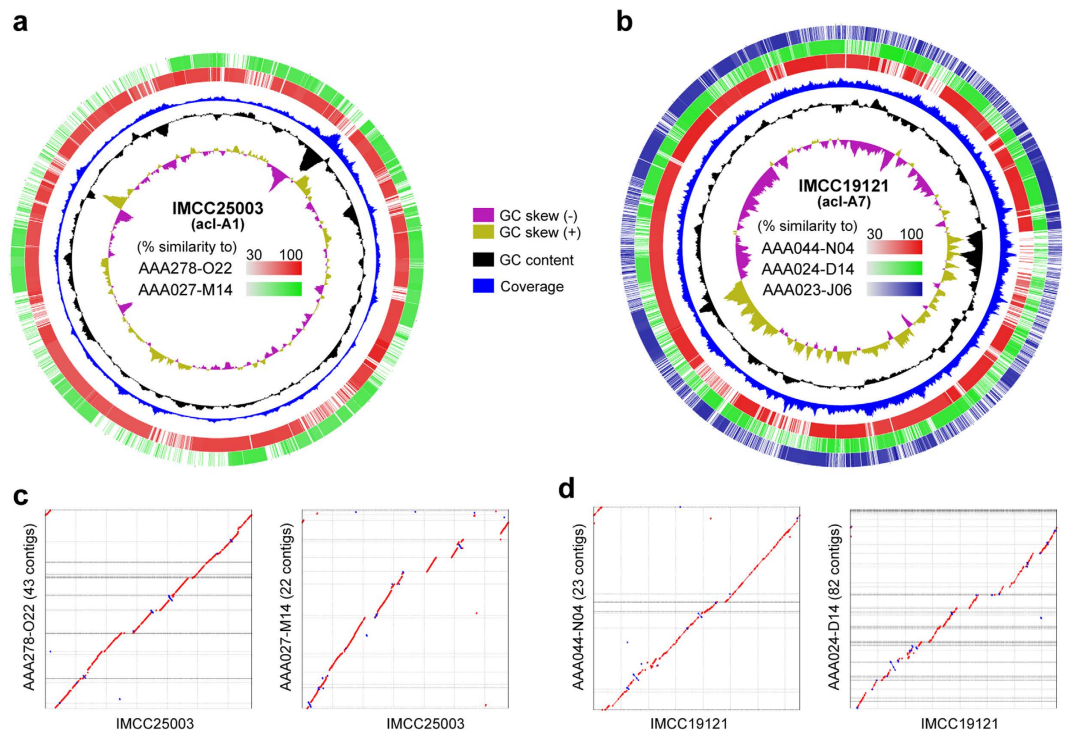 a
IMCC25003
(acI-A1)
(% similarity to) 30 100
AAA278-O22
AAA027-M14
GC skew (-)
GC skew (+)
GC content
Coverage
b
IMCC19121
(acI-A7)
(% similarity to) 30 100
AAA044-N04
AAA024-D14
AAA023-J06
c
AAA278-O22 (43 contigs)
IMCC25003
AAA027-M14 (22 contigs)
IMCC25003
d
AAA044-N04 (23 contigs)
IMCC19121
AAA024-D14 (82 contigs)
IMCC19121